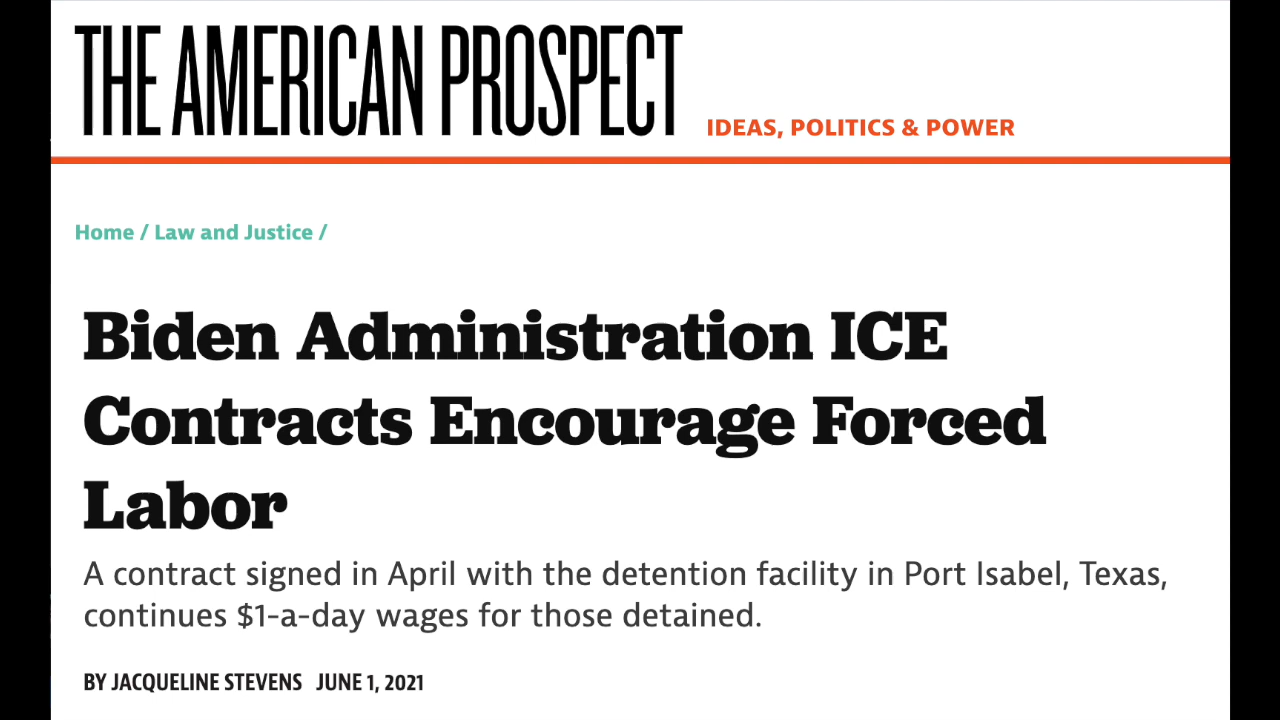 THE AMERICAN PROSPECT
IDEAS, POLITICS & POWER
Home / Law and Justice /
Biden Administration ICE
Contracts Encourage Forced
Labor
A contract signed in April with the detention facility in Port Isabel, Texas,
continues $1-a-day wages for those detained.
BY JACQUELINE STEVENS JUNE 1, 2021